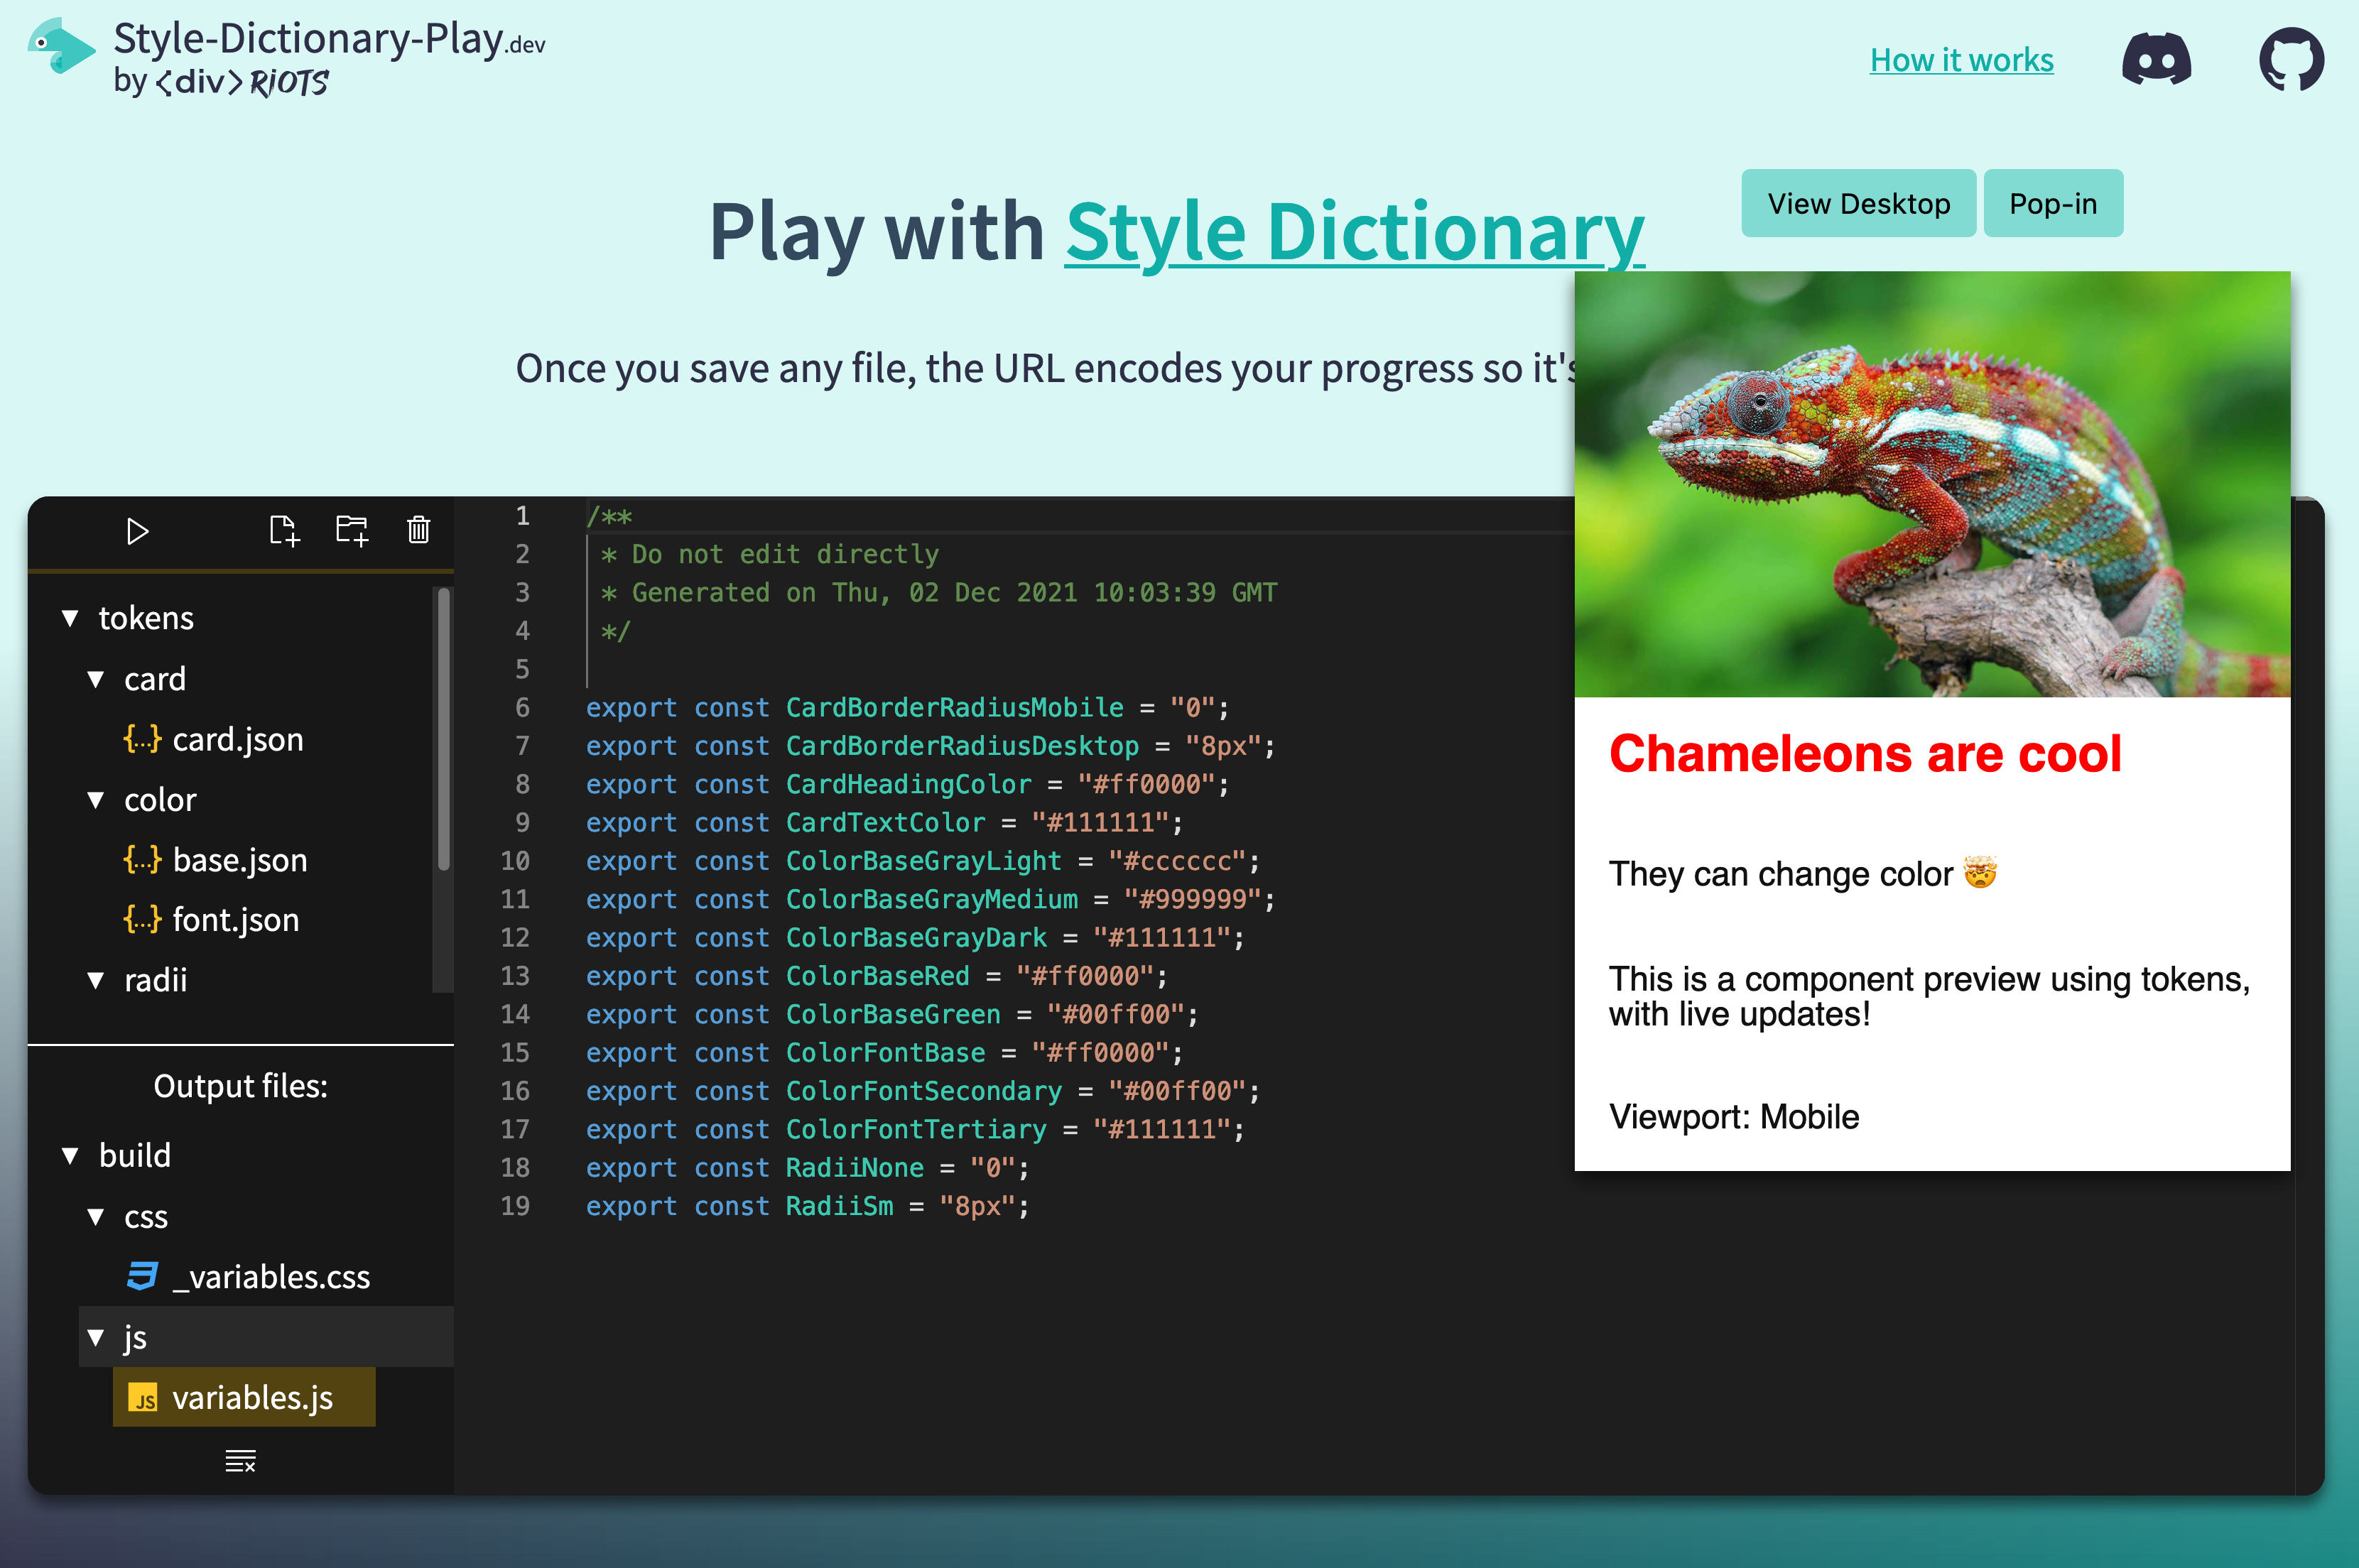 Style-Dictionary-Play.dev
by <div>RIOTS
How it works
View Desktop
Pop-in
Play with Style Dictionary
Once you save any file, the URL encodes your progress so it's
tokens
card
{...} card.json
color
{...} base.json
{...} font.json
radii
Output files:
build
css
_variables.css
js
JS variables.js
1 /**
2 * Do not edit directly
3 * Generated on Thu, 02 Dec 2021 10:03:39 GMT
4 */
5
6 export const CardBorderRadiusMobile = "0";
7 export const CardBorderRadiusDesktop = "8px";
8 export const CardHeadingColor = "#ff0000";
9 export const CardTextColor = "#111111";
10 export const ColorBaseGrayLight = "#cccccc";
11 export const ColorBaseGrayMedium = "#999999";
12 export const ColorBaseGrayDark = "#111111";
13 export const ColorBaseRed = "#ff0000";
14 export const ColorBaseGreen = "#00ff00";
15 export const ColorFontBase = "#ff0000";
16 export const ColorFontSecondary = "#00ff00";
17 export const ColorFontTertiary = "#111111";
18 export const RadiiNone = "0";
19 export const RadiiSm = "8px";
Chameleons are cool
They can change color 🤯
This is a component preview using tokens,
with live updates!
Viewport: Mobile